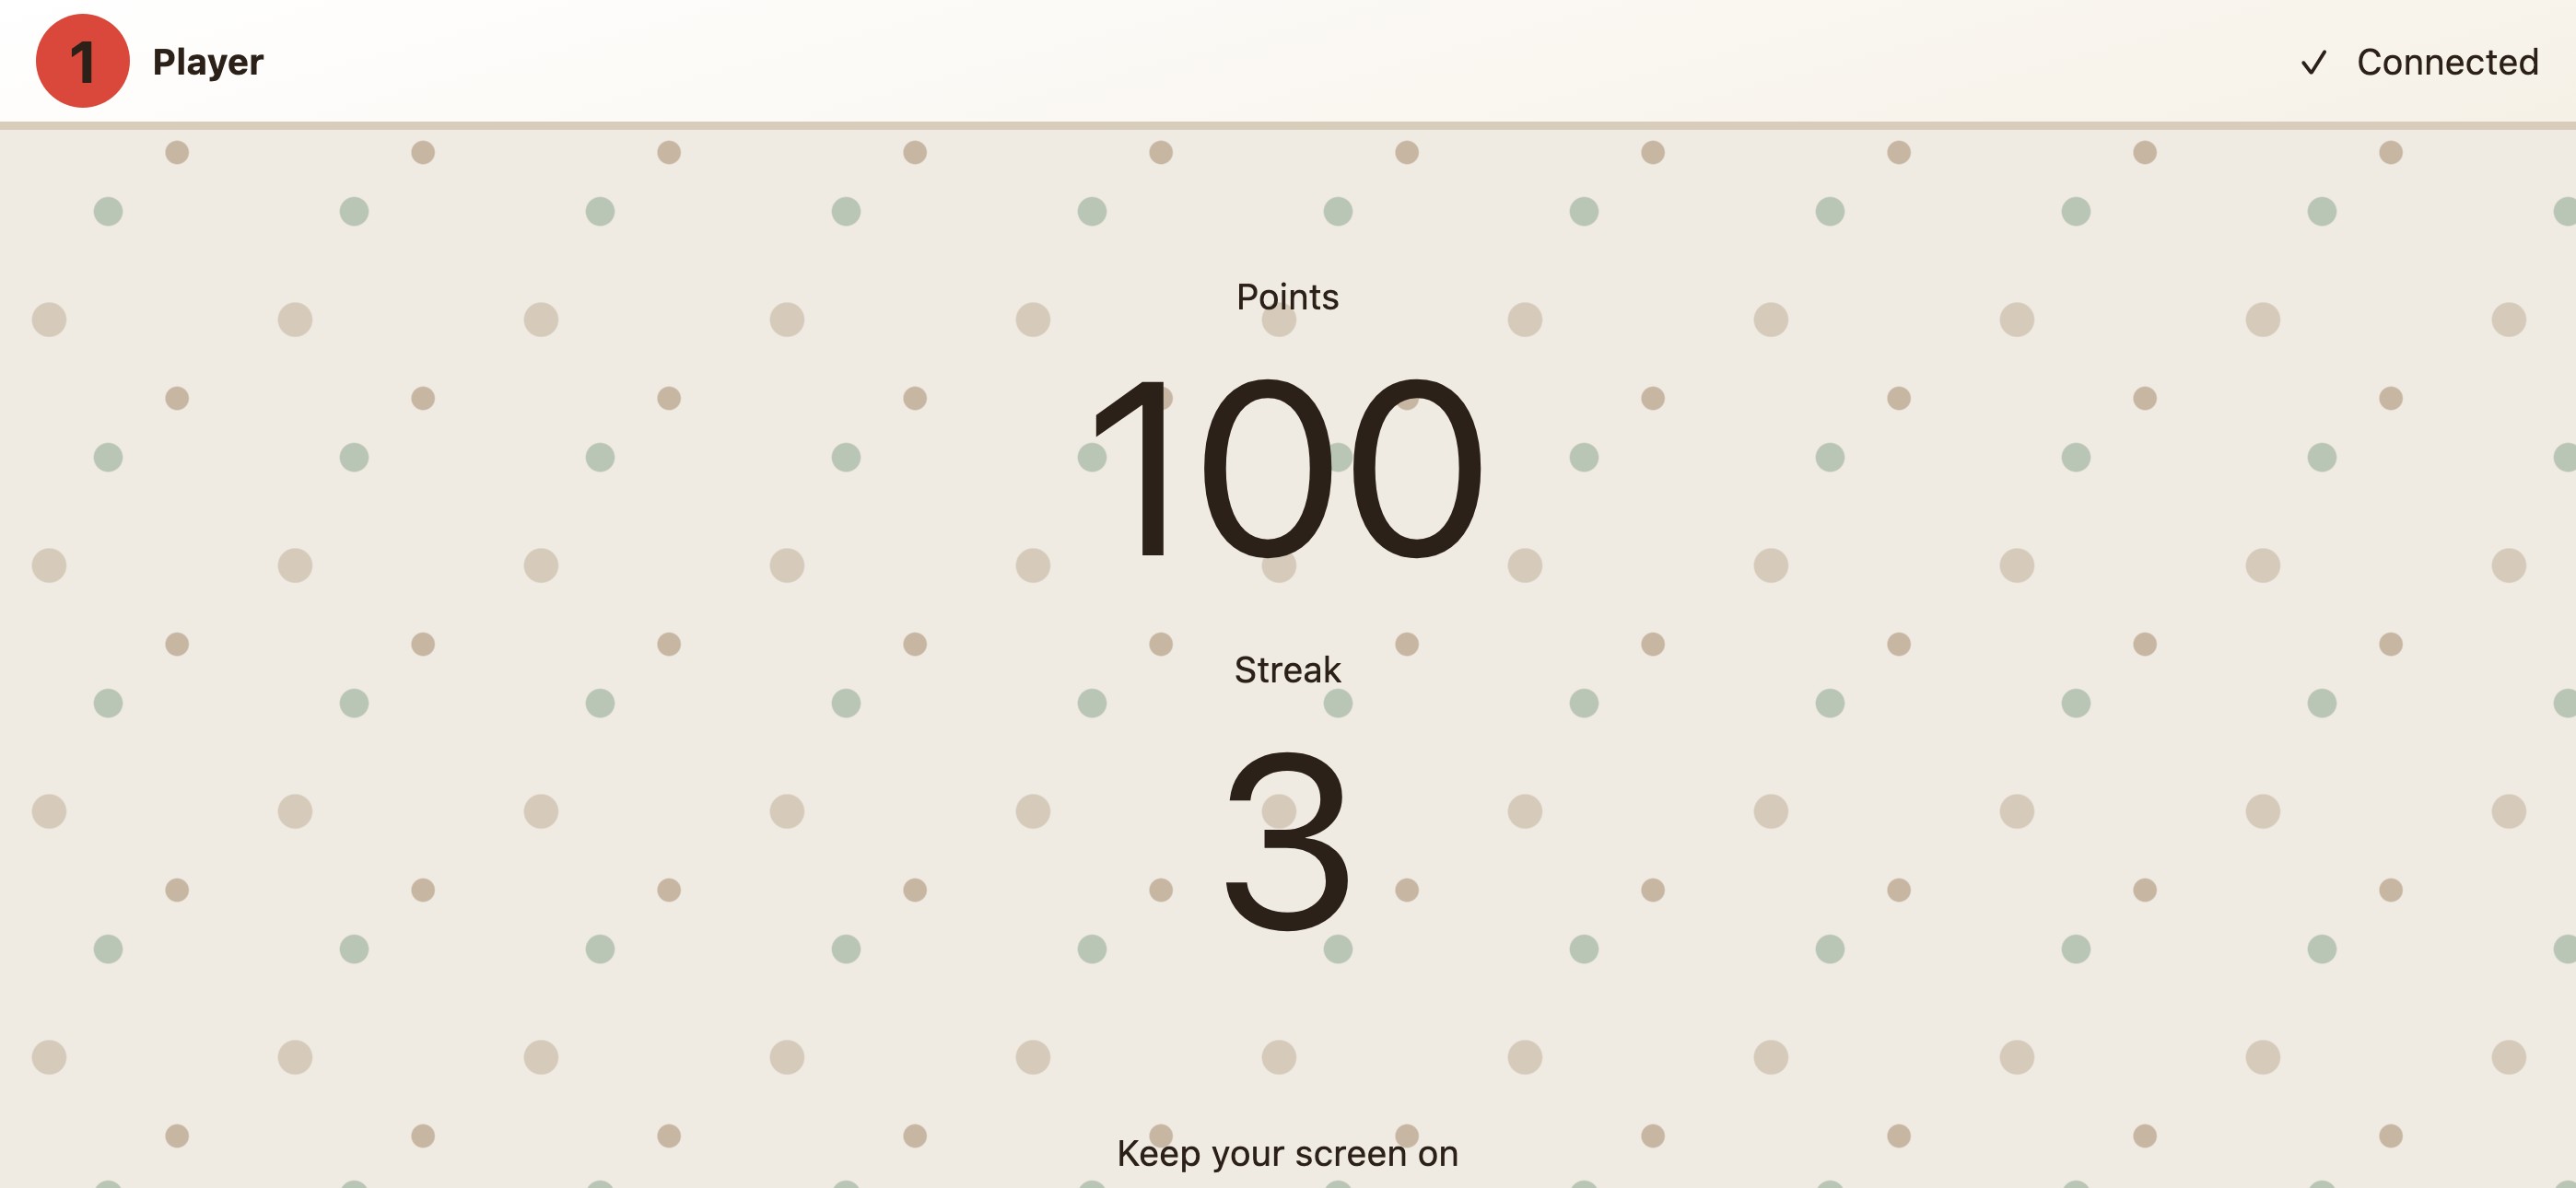 1 Player
✓ Connected
Points
100
Streak
3
Keep your screen on